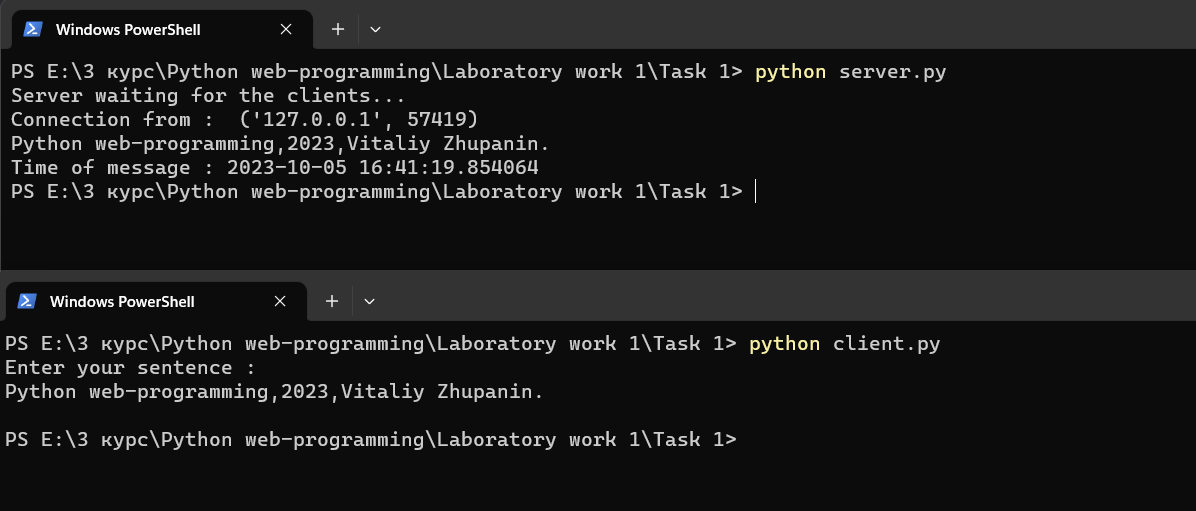 Windows PowerShell
PS E:\3 курс\Python web-programming\Laboratory work 1\Task 1> python server.py
Server waiting for the clients...
Connection from :  ('127.0.0.1', 57419)
Python web-programming,2023,Vitaliy Zhupanin.
Time of message : 2023-10-05 16:41:19.854064
PS E:\3 курс\Python web-programming\Laboratory work 1\Task 1>
Windows PowerShell
PS E:\3 курс\Python web-programming\Laboratory work 1\Task 1> python client.py
Enter your sentence :
Python web-programming,2023,Vitaliy Zhupanin.
PS E:\3 курс\Python web-programming\Laboratory work 1\Task 1>